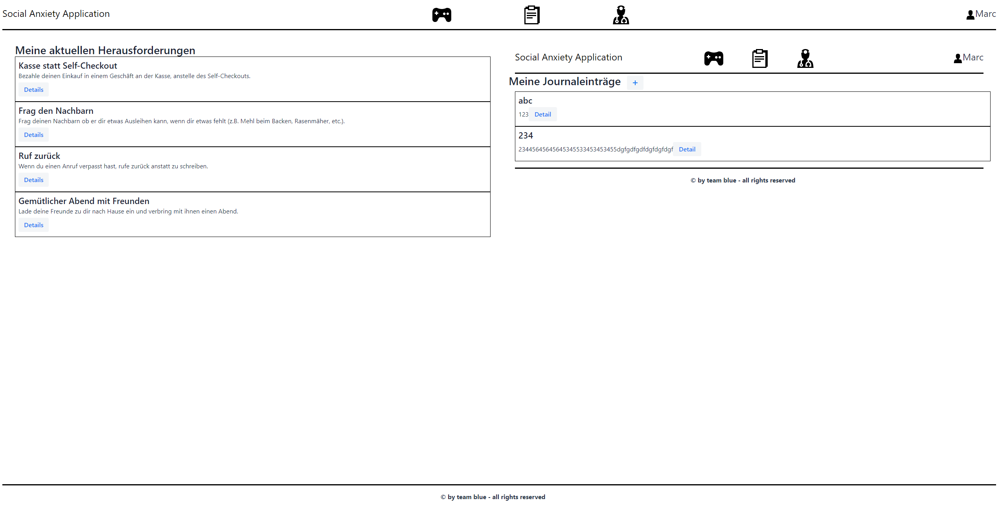 Social Anxiety Application
Marc
Meine aktuellen Herausforderungen
Kasse statt Self-Checkout
Bezahle deinen Einkauf in einem Geschäft an der Kasse, anstelle des Self-Checkouts.
Details
Frag den Nachbarn
Frag deinen Nachbarn ob er dir etwas Ausleihen kann, wenn dir etwas fehlt (z.B. Mehl beim Backen, Rasenmäher, etc.).
Details
Ruf zurück
Wenn du einen Anruf verpasst hast, rufe zurück anstatt zu schreiben.
Details
Gemütlicher Abend mit Freunden
Lade deine Freunde zu dir nach Hause ein und verbring mit ihnen einen Abend.
Details
Social Anxiety Application
Marc
Meine Journaleinträge +
abc
123 Detail
234
23445645645645345533453453455dgfgdfgdfdgfdgfdgf Detail
© by team blue - all rights reserved
© by team blue - all rights reserved